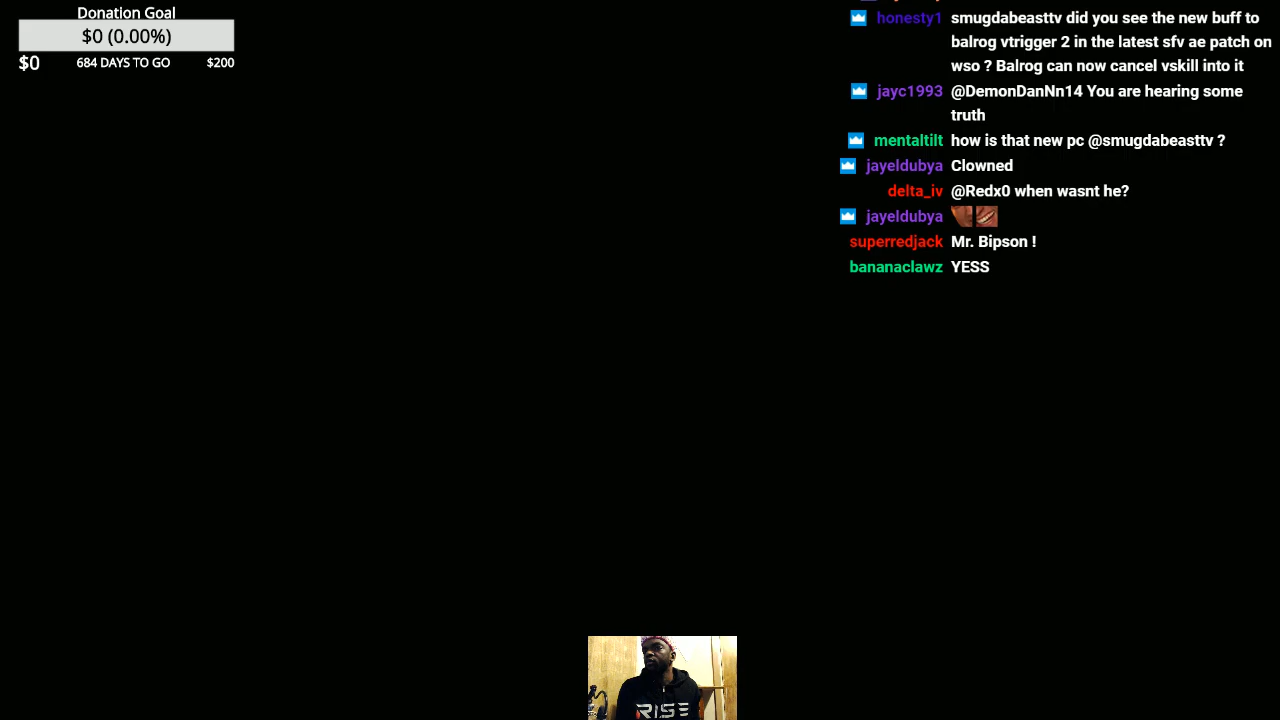 Donation Goal
$0 (0.00%)
$0 684 DAYS TO GO $200
honesty1 smugdabeasttv did you see the new buff to
balrog vtrigger 2 in the latest sfv ae patch on
wso ? Balrog can now cancel vskill into it
jayc1993 @DemonDanNn14 You are hearing some
truth
mentaltilt how is that new pc @smugdabeasttv ?
jayeldubya Clowned
delta_iv @Redx0 when wasnt he?
jayeldubya
superredjack Mr. Bipson !
bananaclawz YESS
RISE